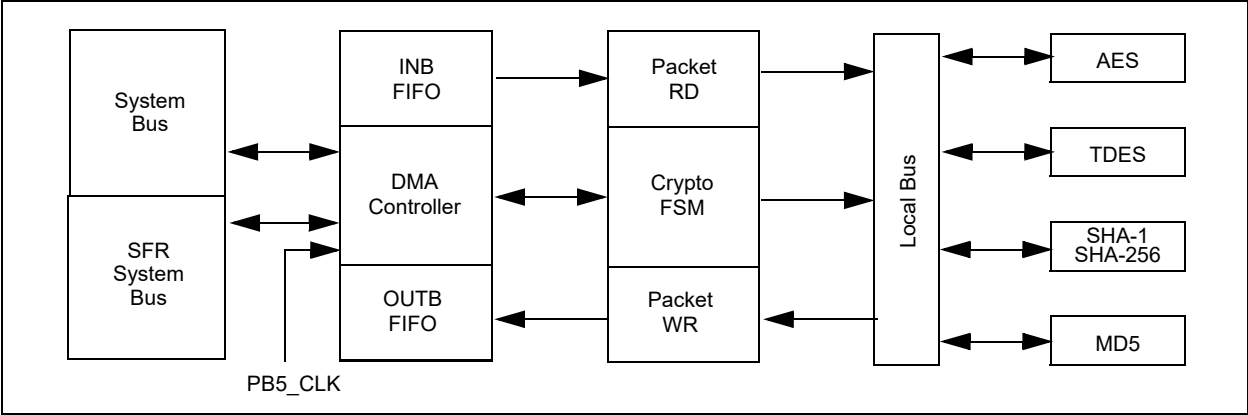 System
Bus
SFR
System
Bus
PB5_CLK
INB
FIFO
DMA
Controller
OUTB
FIFO
Packet
RD
Crypto
FSM
Packet
WR
Local Bus
AES
TDES
SHA-1
SHA-256
MD5